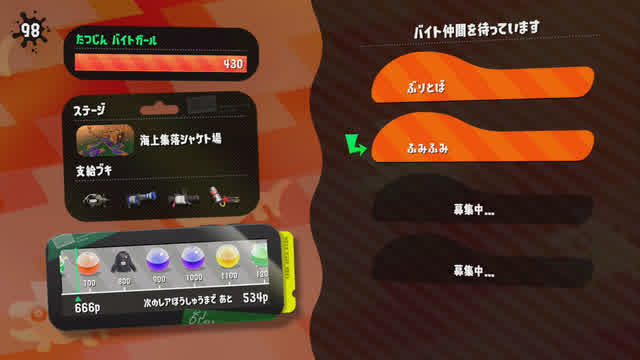 98
たつじん バイトガール
430
ステージ
海上集落シャケト場
支給ブキ
800 900 1000 1100
666p 次のレアほうしゅうまで あと 534p
バイト仲間を待っています
ぶりとば
ふみふみ
募集中...
募集中...